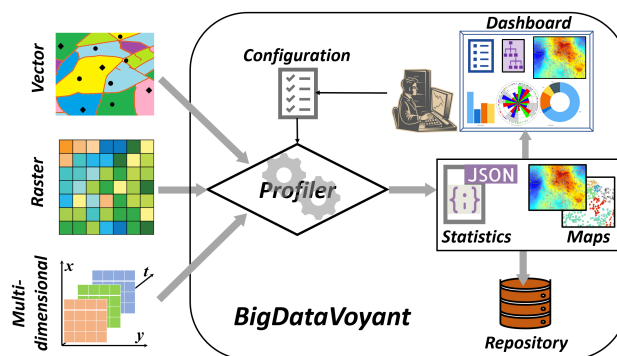 Dashboard
Vector
Configuration
Raster
Profiler
JSON
{;}
Statistics
Maps
Multi-
dimensional
x
t
y
BigDataVoyant
Repository